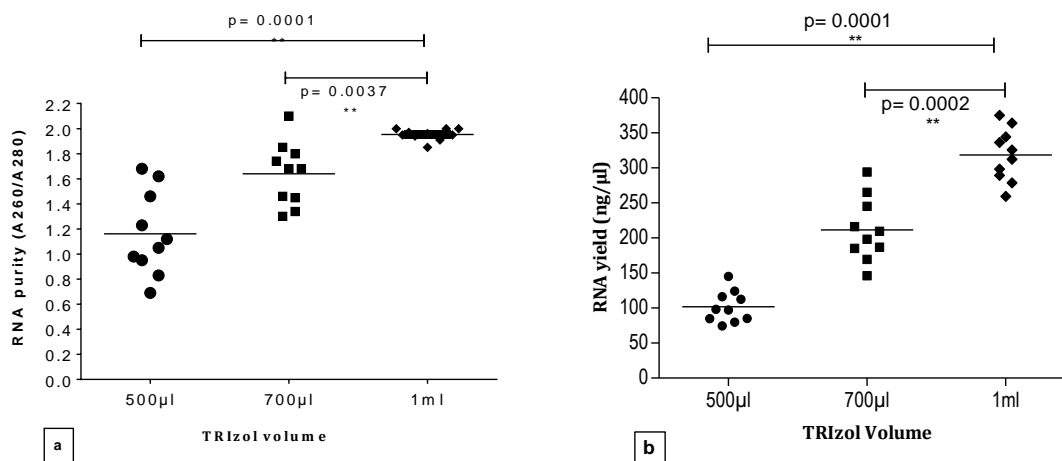 p= 0.0001
**
p= 0.0037
**
RNA purity (A260/A280)
2.2
2.0
1.8
1.6
1.4
1.2
1.0
0.8
0.6
0.4
0.2
0.0
500µl
700µl
1ml
TRIzol volume
a
p= 0.0001
**
p= 0.0002
**
RNA yield (ng/µl)
400
350
300
250
200
150
100
50
0
500µl
700µl
1ml
TRIzol Volume
b